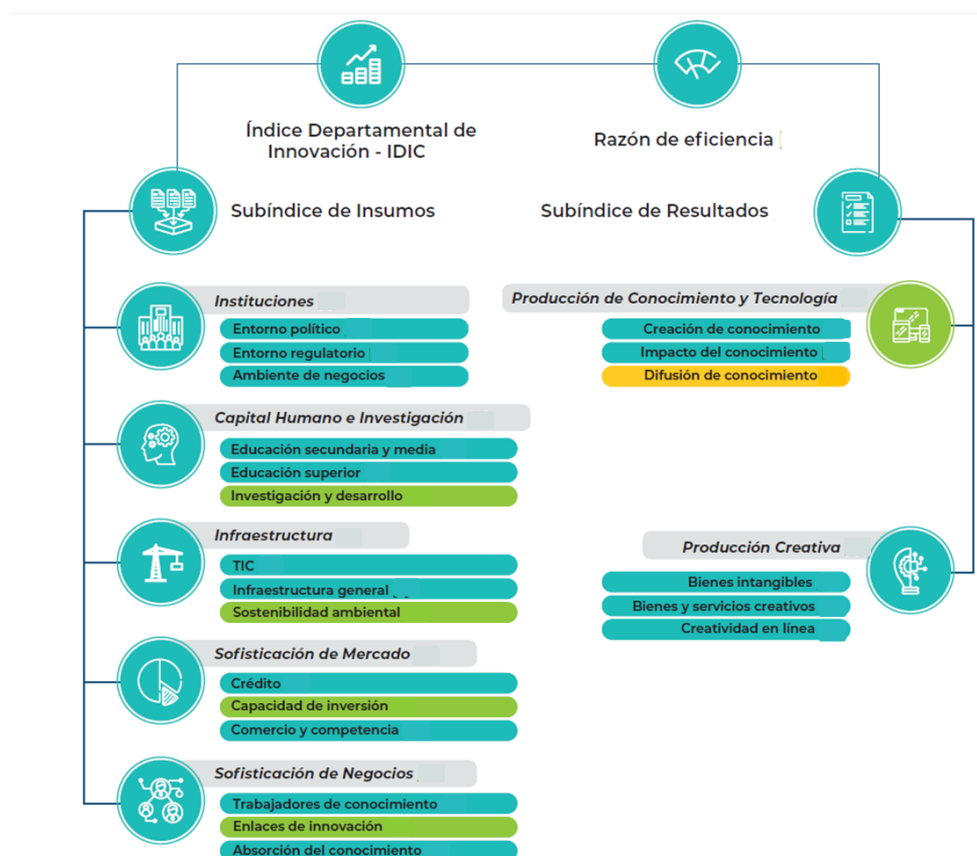 Índice Departamental de
Innovación - IDIC
Razón de eficiencia
Subíndice de Insumos
Subíndice de Resultados
Instituciones
Entorno político
Entorno regulatorio
Ambiente de negocios
Capital Humano e Investigación
Educación secundaria y media
Educación superior
Investigación y desarrollo
Infraestructura
TIC
Infraestructura general
Sostenibilidad ambiental
Sofisticación de Mercado
Crédito
Capacidad de inversión
Comercio y competencia
Sofisticación de Negocios
Trabajadores de conocimiento
Enlaces de innovación
Absorción del conocimiento
Producción de Conocimiento y Tecnología
Creación de conocimiento
Impacto del conocimiento
Difusión de conocimiento
Producción Creativa
Bienes intangibles
Bienes y servicios creativos
Creatividad en línea